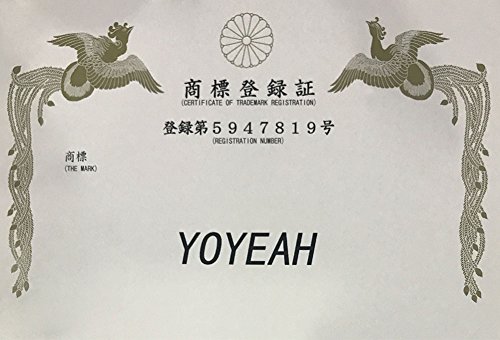 商標登録証
(CERTIFICATE OF TRADEMARK REGISTRATION)
登録第５９４７８１９号
(REGISTRATION NUMBER)
商標
(THE MARK)
YOYEAH